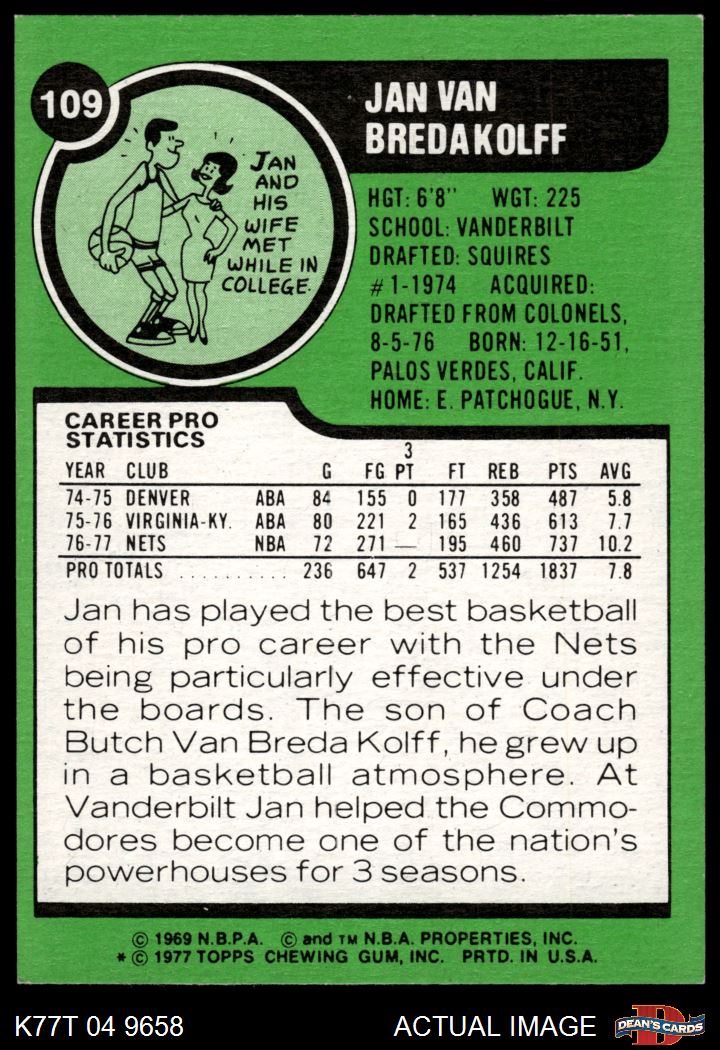 109
JAN VAN
BREDA KOLFF
JAN
AND
HIS
WIFE
MET
WHILE IN
COLLEGE.
HGT: 6'8" WGT: 225
SCHOOL: VANDERBILT
DRAFTED: SQUIRES
#1-1974 ACQUIRED:
DRAFTED FROM COLONELS,
8-5-76 BORN: 12-16-51,
PALOS VERDES, CALIF.
HOME: E. PATCHOGUE, N.Y.
CAREER PRO
STATISTICS
YEAR CLUB G FG 3 PT FT REB PTS AVG
74-75 DENVER ABA 84 155 0 177 358 487 5.8
75-76 VIRGINIA-KY. ABA 80 221 2 165 436 613 7.7
76-77 NETS NBA 72 271 — 195 460 737 10.2
PRO TOTALS .......... 236 647 2 537 1254 1837 7.8
Jan has played the best basketball
of his pro career with the Nets
being particularly effective under
the boards. The son of Coach
Butch Van Breda Kolff, he grew up
in a basketball atmosphere. At
Vanderbilt Jan helped the Commo-
dores become one of the nation's
powerhouses for 3 seasons.
© 1969 N.B.P.A. © and TM N.B.A. PROPERTIES, INC.
* © 1977 TOPPS CHEWING GUM, INC. PRTD. IN U.S.A.
K77T 04 9658 ACTUAL IMAGE DEAN'S CARDS